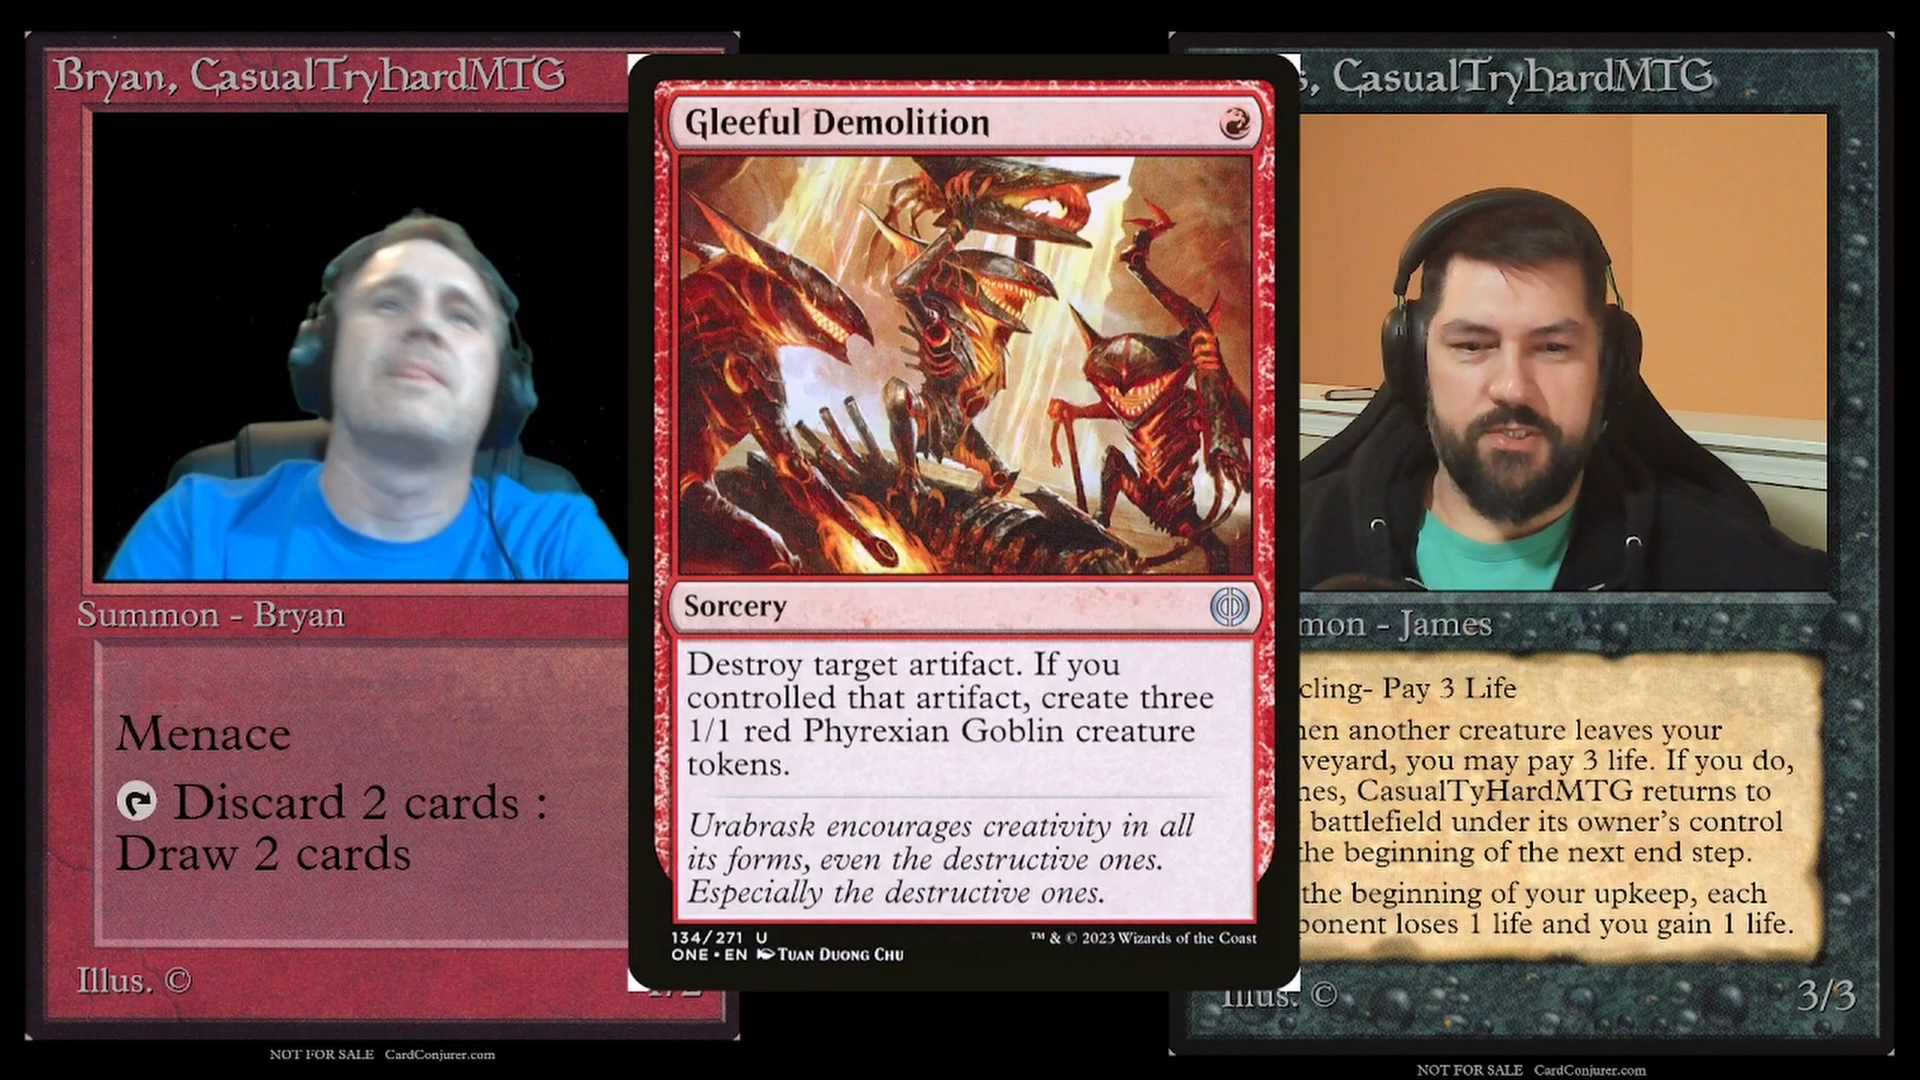 Bryan, CasualTryhardMTG
Summon - Bryan
Menace
Discard 2 cards :
Draw 2 cards
Illus. ©
NOT FOR SALE CardConjurer.com
Gleeful Demolition
Sorcery
Destroy target artifact. If you
controlled that artifact, create three
1/1 red Phyrexian Goblin creature
tokens.
Urabrask encourages creativity in all
its forms, even the destructive ones.
Especially the destructive ones.
134/271 U
ONE • EN TUAN DUONG CHU
™ & © 2023 Wizards of the Coast
s, CasualTryhardMTG
mon - James
cling- Pay 3 Life
en another creature leaves your
veyard, you may pay 3 life. If you do,
nes, CasualTyHardMTG returns to
battlefield under its owner's control
the beginning of the next end step.
the beginning of your upkeep, each
ponent loses 1 life and you gain 1 life.
Illus. ©
3/3
NOT FOR SALE CardConjurer.com